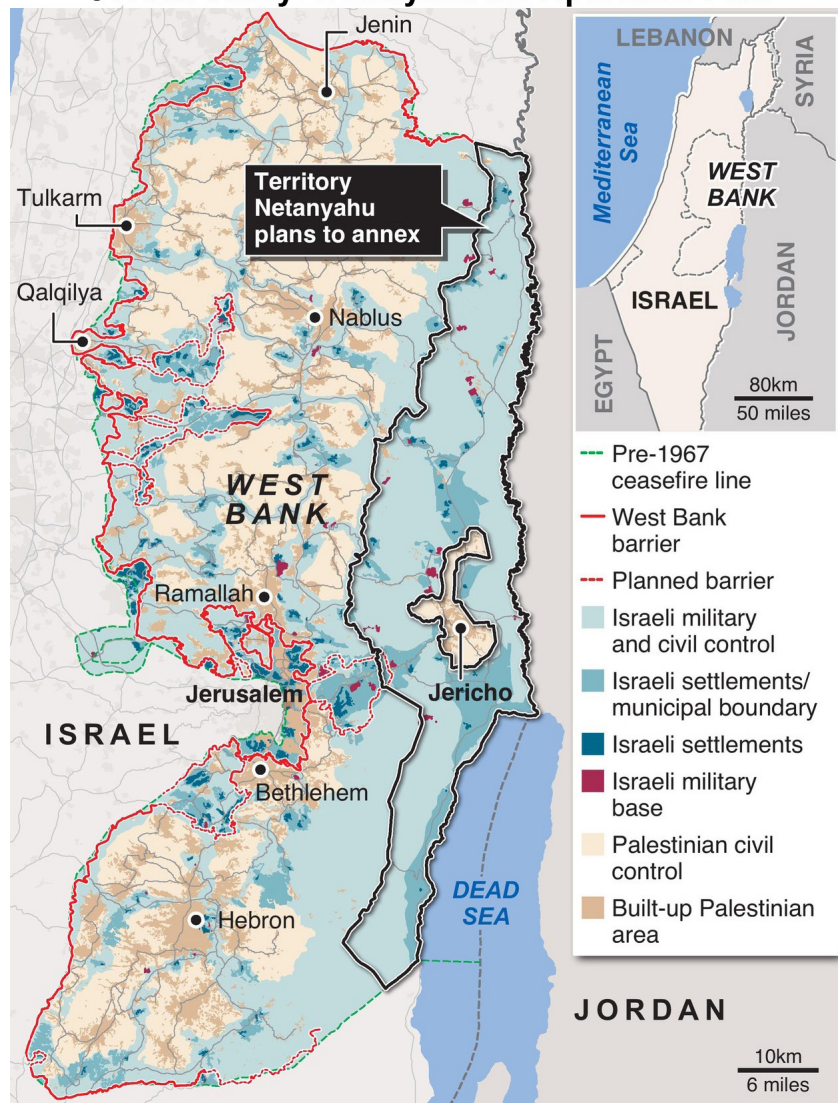 Jenin
Territory
Netanyahu
plans to annex
Tulkarm
Qalqilya
Nablus
WEST
BANK
Ramallah
Jerusalem
Jericho
ISRAEL
Bethlehem
Hebron
DEAD
SEA
JORDAN
10km
6 miles
LEBANON
SYRIA
Mediterranean
Sea
WEST
BANK
ISRAEL
JORDAN
EGYPT
80km
50 miles
Pre-1967
ceasefire line
West Bank
barrier
Planned barrier
Israeli military
and civil control
Israeli settlements/
municipal boundary
Israeli settlements
Israeli military
base
Palestinian civil
control
Built-up Palestinian
area